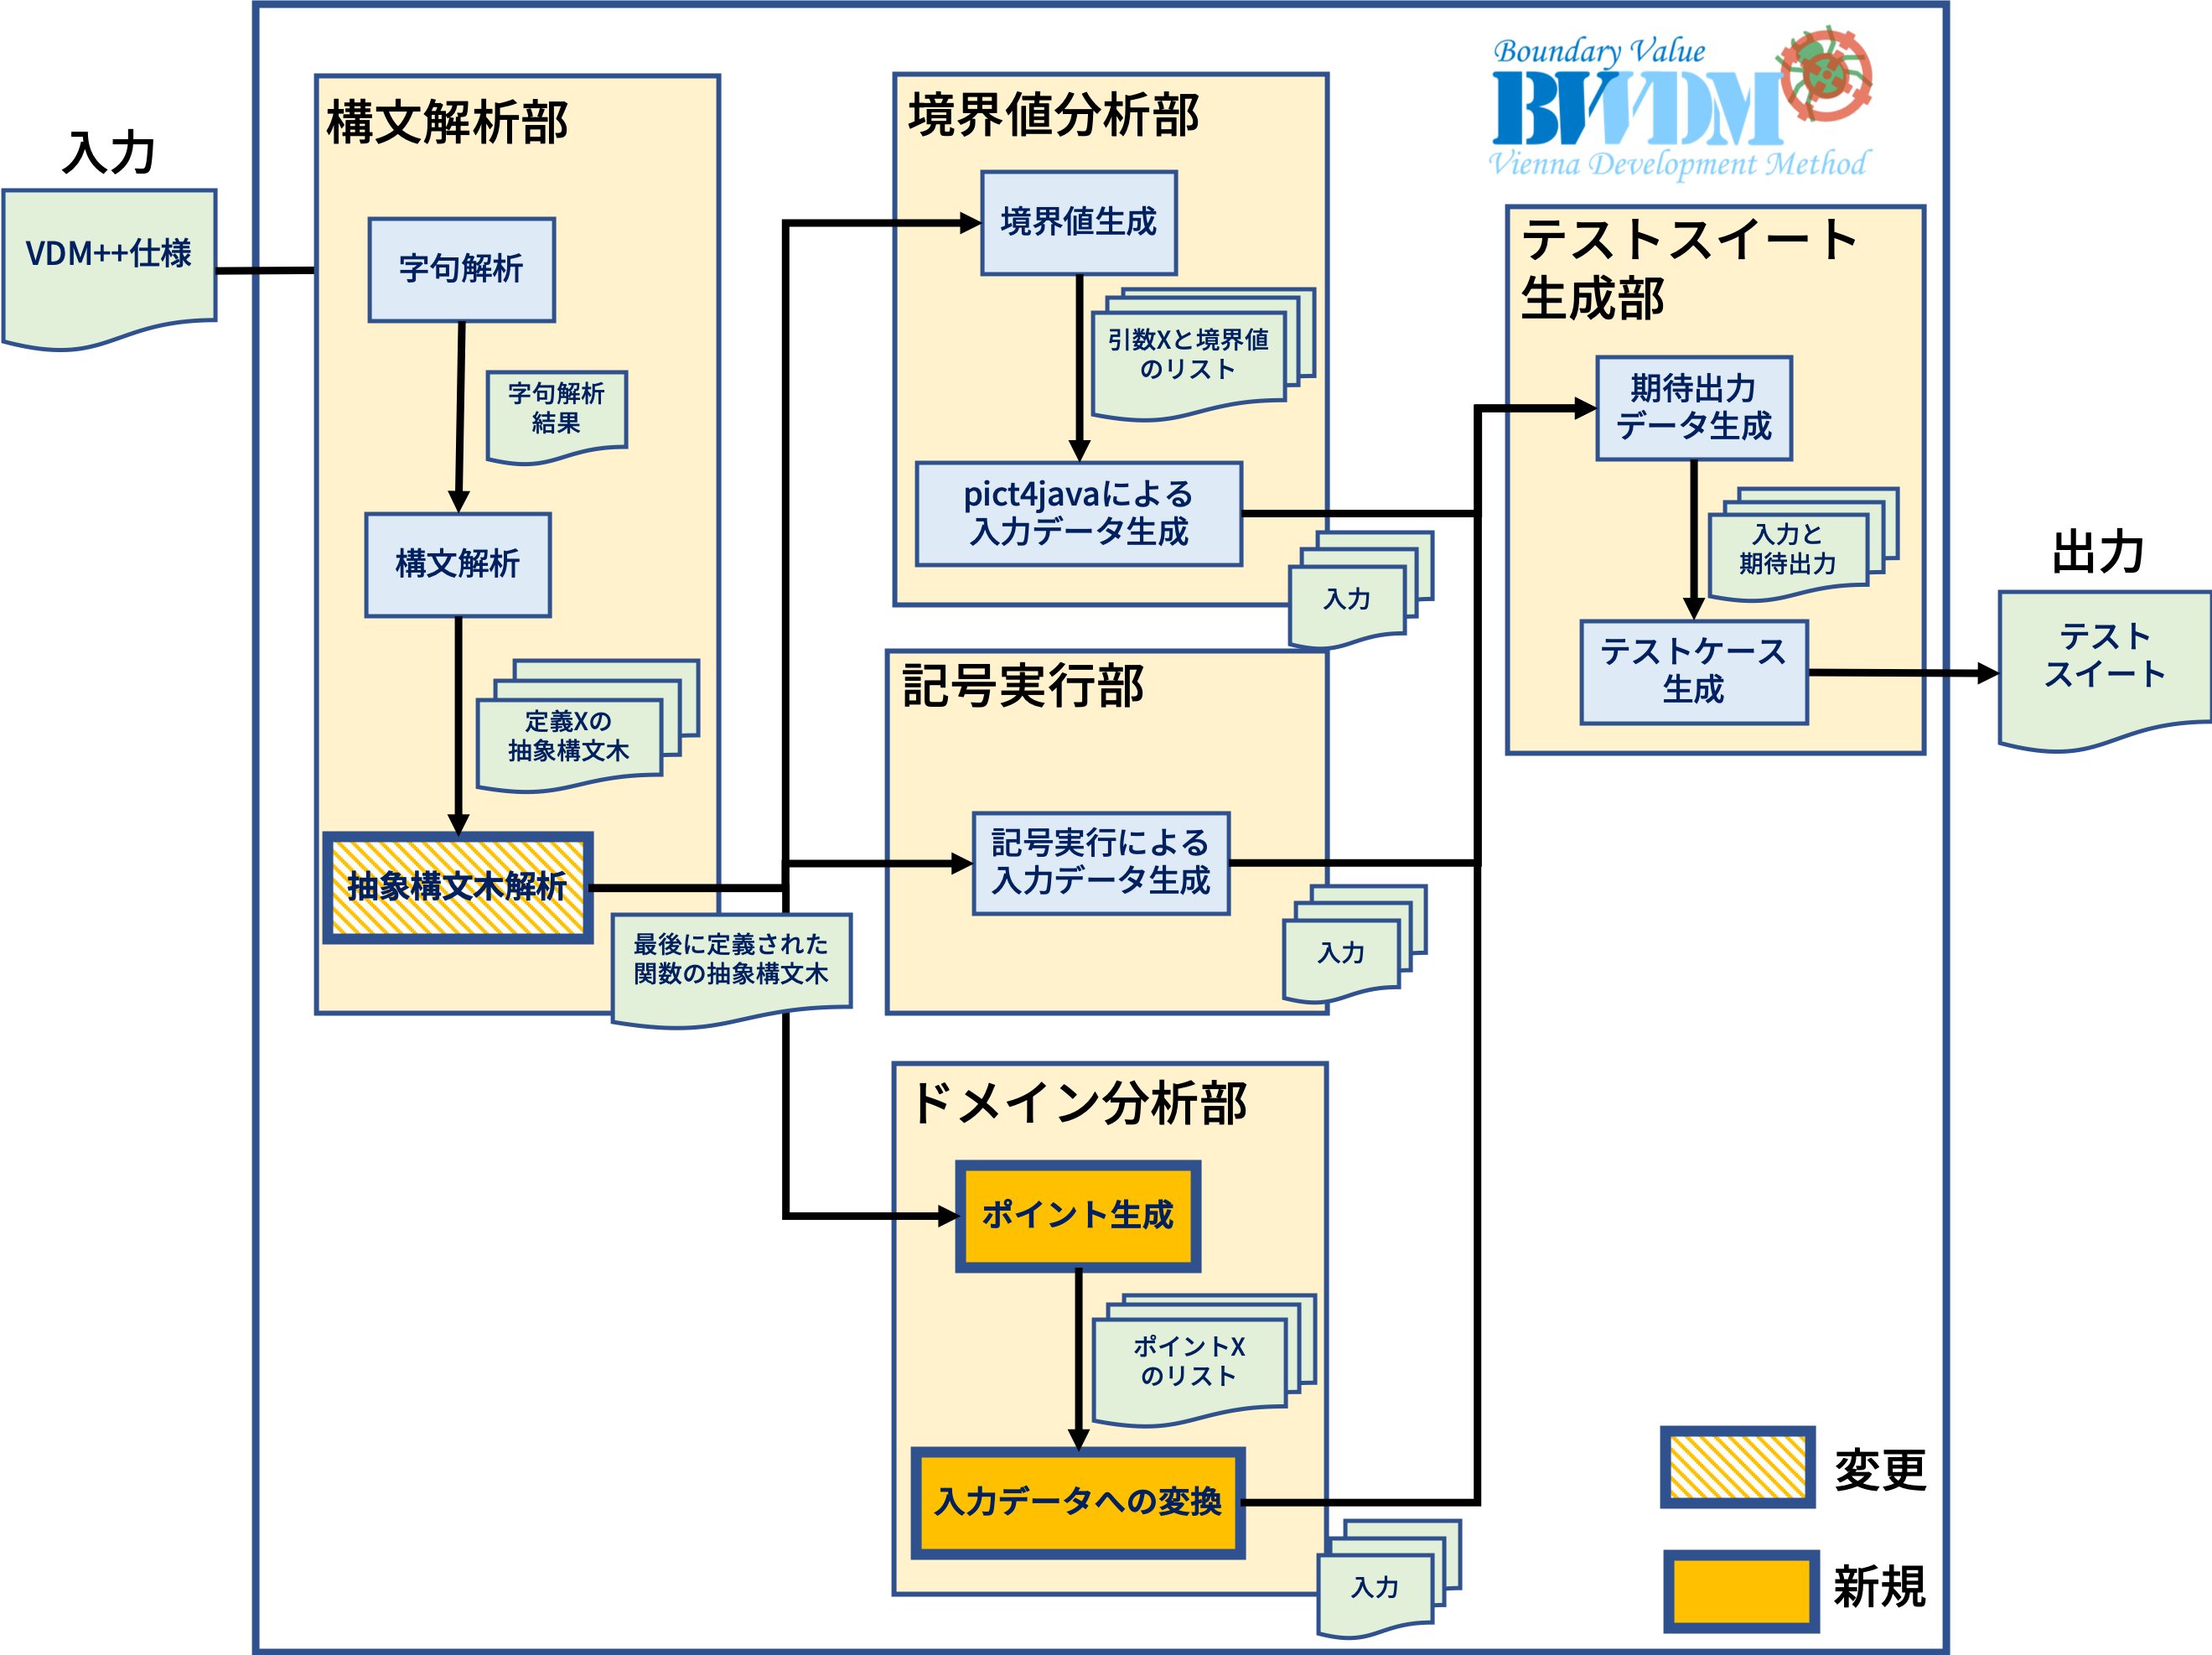 入力
VDM++仕様
構文解析部
字句解析
字句解析
結果
構文解析
定義Xの
抽象構文木
抽象構文木解析
最後に定義された
関数の抽象構文木
境界値分析部
境界値生成
引数Xと境界値
のリスト
pict4javaによる
入力データ生成
入力
記号実行部
記号実行による
入力データ生成
入力
ドメイン分析部
ポイント生成
ポイントX
のリスト
入力データへの変換
入力
Boundary Value
BWDM
Vienna Development Method
テストスイート
生成部
期待出力
データ生成
入力と
期待出力
テストケース
生成
出力
テスト
スイート
変更
新規